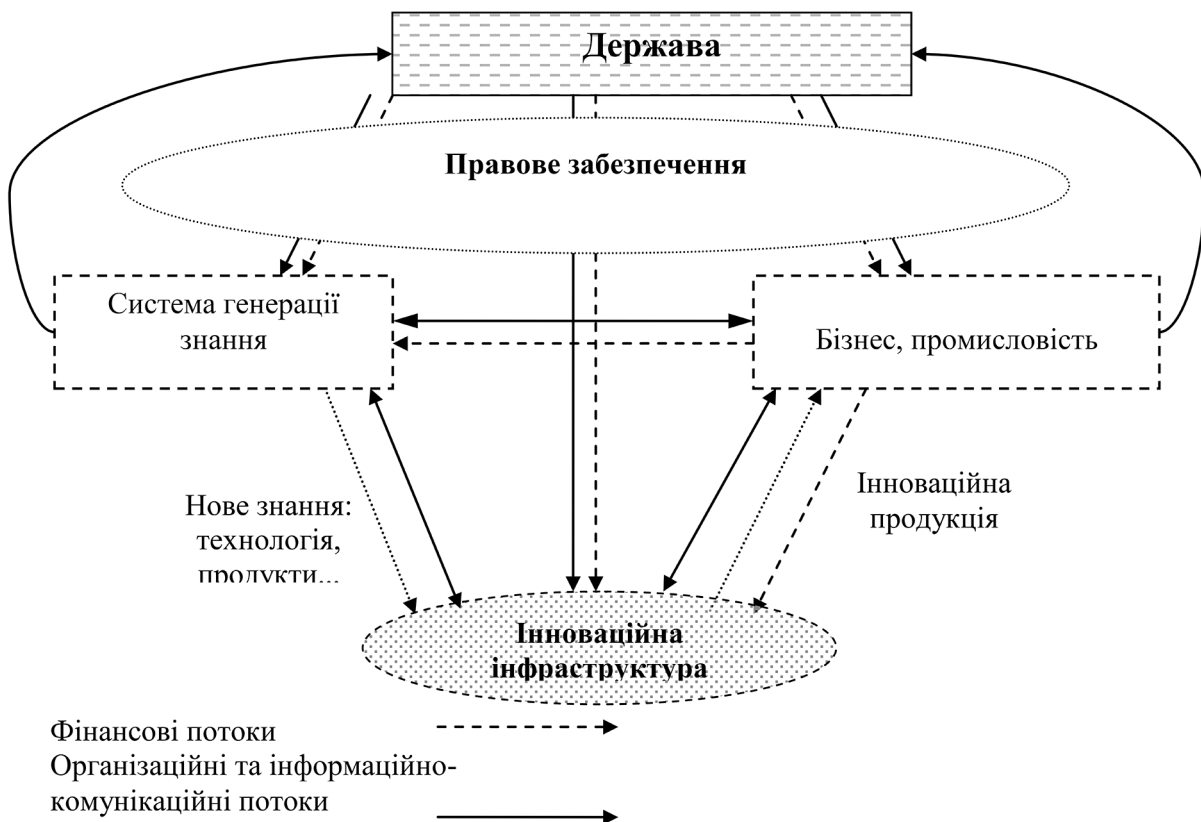 Держава
Правове забезпечення
Система генерації
знання
Бізнес, промисловість
Нове знання:
технологія,
продукти...
Інноваційна
продукція
Інноваційна
інфраструктура
Фінансові потоки
Організаційні та інформаційно-
комунікаційні потоки